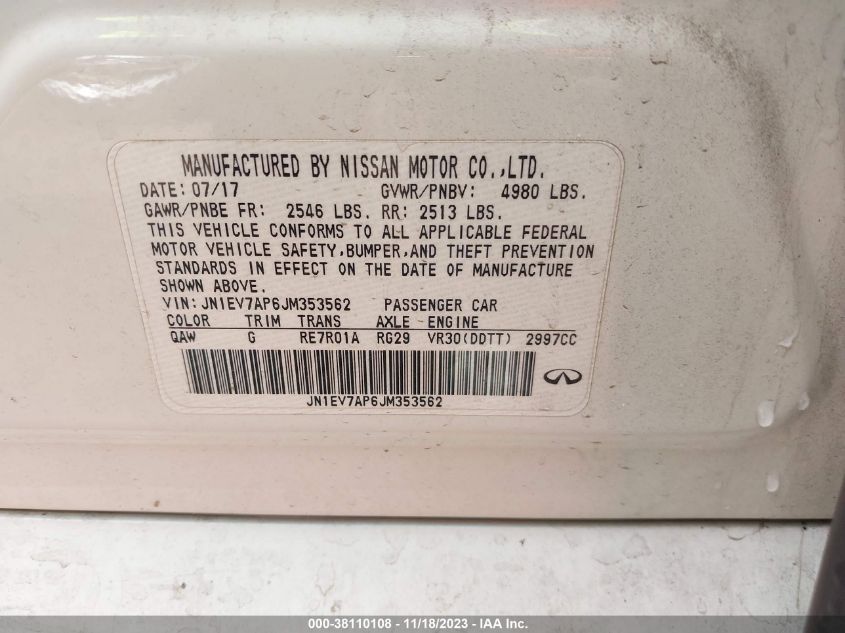 MANUFACTURED BY NISSAN MOTOR CO.,LTD.
DATE: 07/17 GVWR/PNBV: 4980 LBS.
GAWR/PNBE FR: 2546 LBS. RR: 2513 LBS.
THIS VEHICLE CONFORMS TO ALL APPLICABLE FEDERAL
MOTOR VEHICLE SAFETY,BUMPER,AND THEFT PREVENTION
STANDARDS IN EFFECT ON THE DATE OF MANUFACTURE
SHOWN ABOVE.
VIN: JN1EV7AP6JM353562 PASSENGER CAR
COLOR TRIM TRANS AXLE ENGINE
QAW G RE7R01A RG29 VR30(DDTT) 2997CC
JN1EV7AP6JM353562
000-38110108 - 11/18/2023 - IAA Inc.